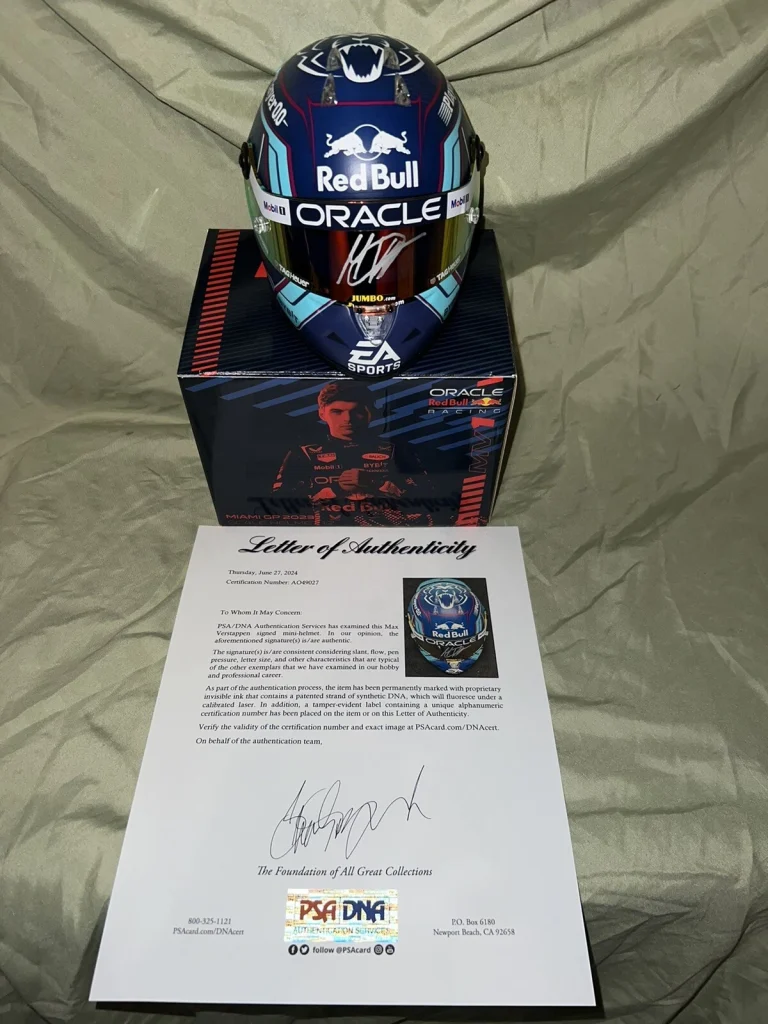 Red Bull
Mobil 1 ORACLE Mobil 1
TAGHeuer TAGHeuer
JUMBO.com
EA
SPORTS
ORACLE
Red Bull
RACING
Mobil 1 BYBIT
MIAMI GP 2023
Letter of Authenticity
Thursday, June 27, 2024
Certification Number: AO49027
To Whom It May Concern:
PSA/DNA Authentication Services has examined this Max
Verstappen signed mini-helmet. In our opinion, the
aforementioned signature(s) is/are authentic.
The signature(s) is/are consistent considering slant, flow, pen
pressure, letter size, and other characteristics that are typical
of the other exemplars that we have examined in our hobby
and professional career.
Red Bull
ORACLE
As part of the authentication process, the item has been permanently marked with proprietary
invisible ink that contains a patented strand of synthetic DNA, which will fluoresce under a
calibrated laser. In addition, a tamper-evident label containing a unique alphanumeric
certification number has been placed on the item or on this Letter of Authenticity.
Verify the validity of the certification number and exact image at PSAcard.com/DNAcert.
On behalf of the authentication team,
The Foundation of All Great Collections
PSA DNA
AUTHENTICATION SERVICES
800-325-1121
PSAcard.com/DNAcert
P.O. Box 6180
Newport Beach, CA 92658
follow @PSAcard